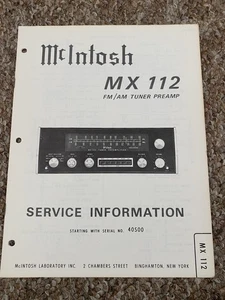 McIntosh
MX 112
FM/AM TUNER PREAMP
SERVICE INFORMATION
STARTING WITH SERIAL NO. 40500
McINTOSH LABORATORY INC. 2 CHAMBERS STREET BINGHAMTON, NEW YORK
MX 112